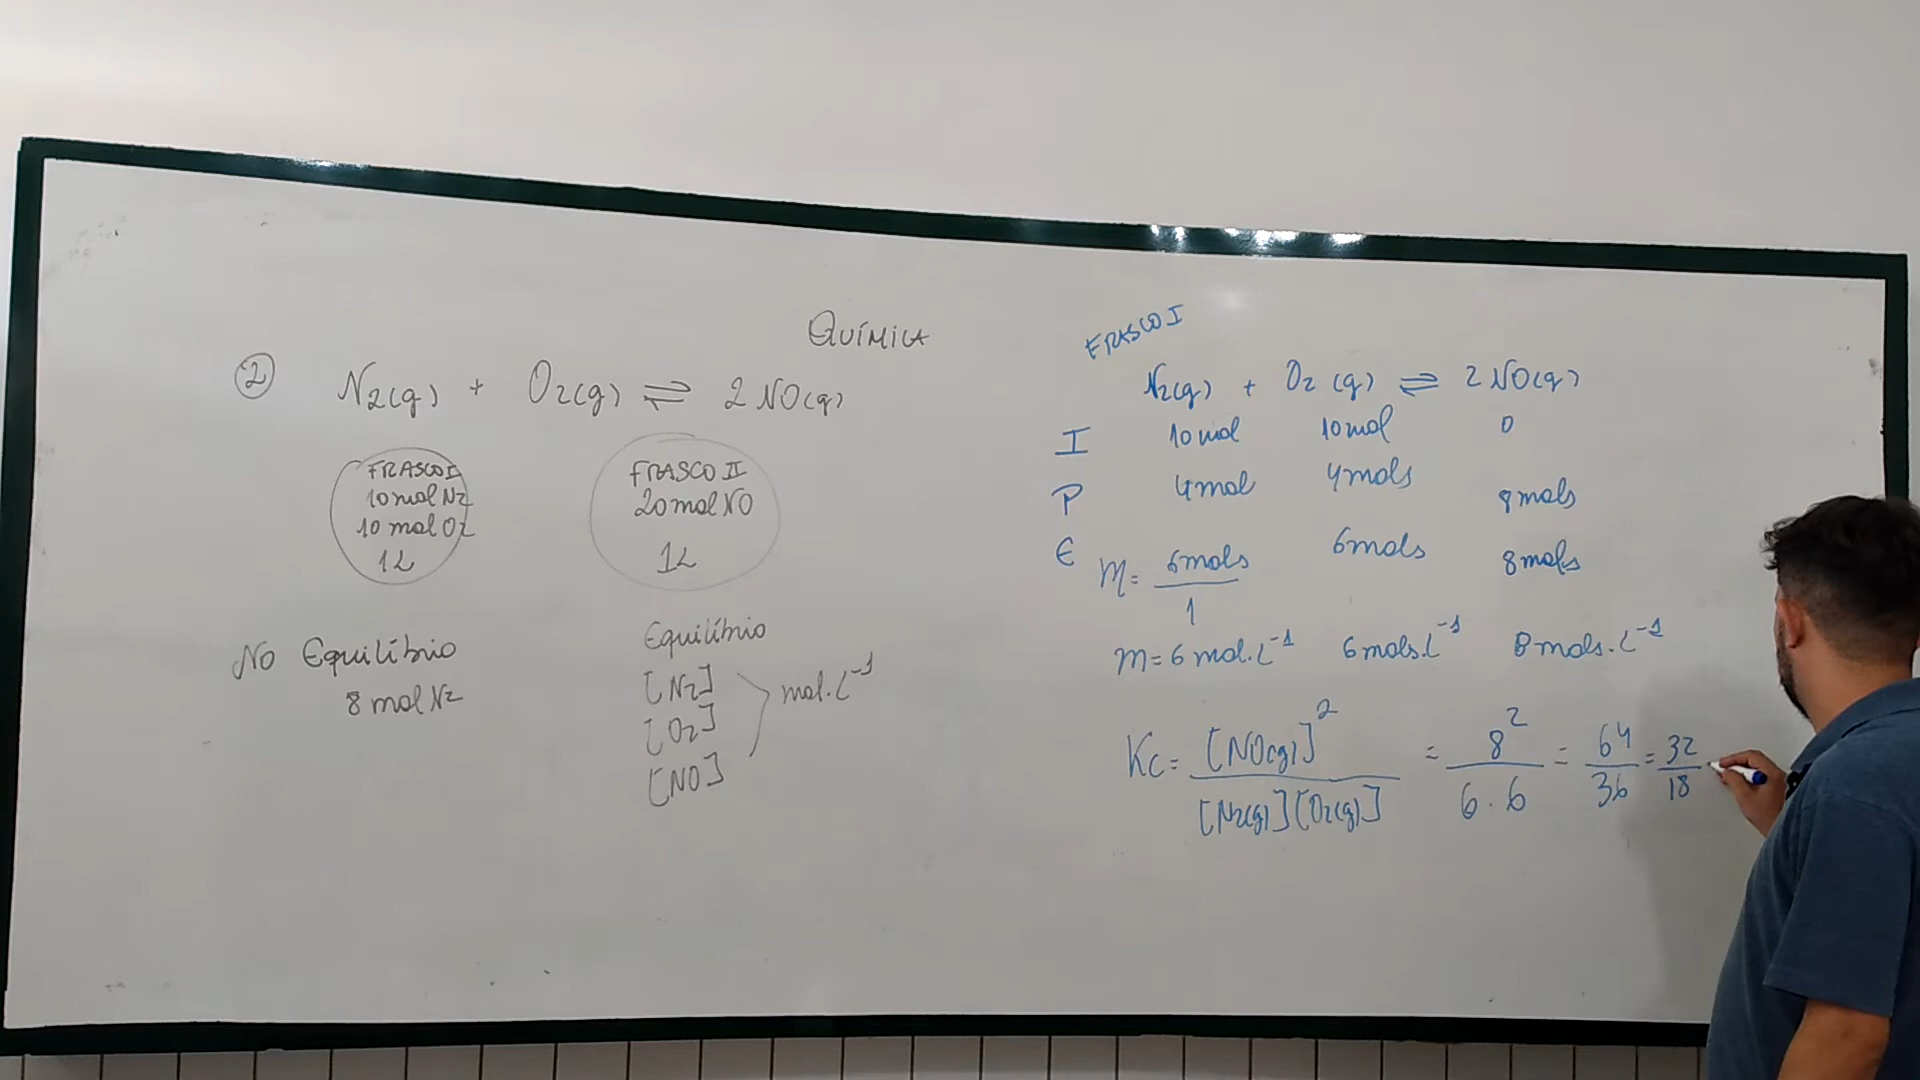 QUÍMICA
② N₂(g) + O₂(g) ⇌ 2 NO(g)
FRASCO I
10 mol N₂
10 mol O₂
1L
FRASCO II
20 mol NO
1L
No Equilíbrio
8 mol N₂
Equilíbrio
[N₂]
[O₂] mol.L⁻¹
[NO]
FRASCO I
N₂(g) + O₂(g) ⇌ 2 NO(g)
I 10 mol 10 mol 0
P 4 mol 4 mols 8 mols
E M = 6 mols / 1 6 mols 8 mols
M = 6 mol.L⁻¹ 6 mols.L⁻¹ 8 mols.L⁻¹
Kc = [NO(g)]² / [N₂(g)][O₂(g)] = 8² / 6 . 6 = 64 / 36 = 32 / 18